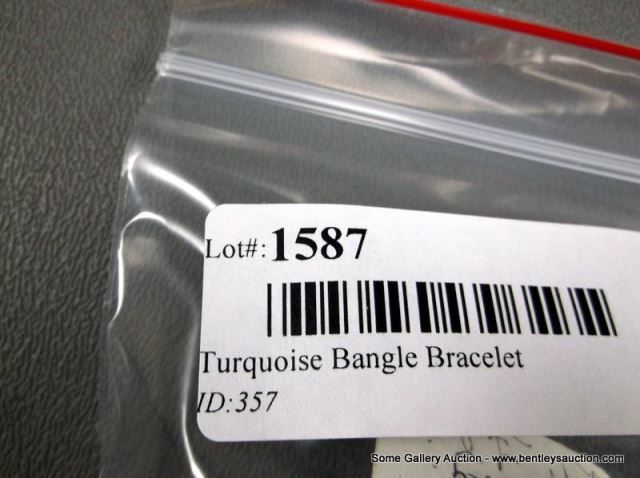 Lot#:1587
Turquoise Bangle Bracelet
ID:357
Some Gallery Auction - www.bentleysauction.com